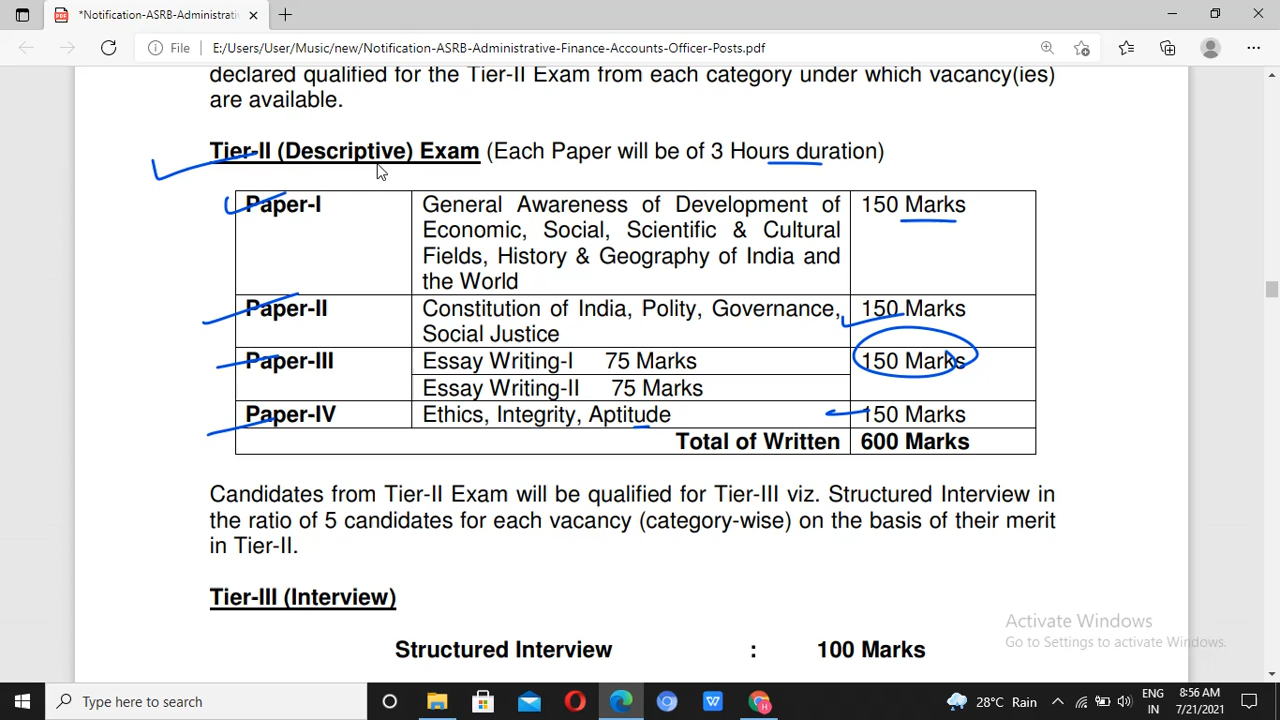 *Notification-ASRB-Administrativ
File
E:/Users/User/Music/new/Notification-ASRB-Administrative-Finance-Accounts-Officer-Posts.pdf
declared qualified for the Tier-II Exam from each category under which vacancy(ies)
are available.
Tier-II (Descriptive) Exam (Each Paper will be of 3 Hours duration)
Paper-I General Awareness of Development of 150 Marks
Economic, Social, Scientific & Cultural
Fields, History & Geography of India and
the World
Paper-II Constitution of India, Polity, Governance, 150 Marks
Social Justice
Paper-III Essay Writing-I 75 Marks 150 Marks
Essay Writing-II 75 Marks
Paper-IV Ethics, Integrity, Aptitude 150 Marks
Total of Written 600 Marks
Candidates from Tier-II Exam will be qualified for Tier-III viz. Structured Interview in
the ratio of 5 candidates for each vacancy (category-wise) on the basis of their merit
in Tier-II.
Tier-III (Interview)
Structured Interview : 100 Marks
Activate Windows
Go to Settings to activate Windows.
Type here to search
28°C Rain
ENG
IN
8:56 AM
7/21/2021